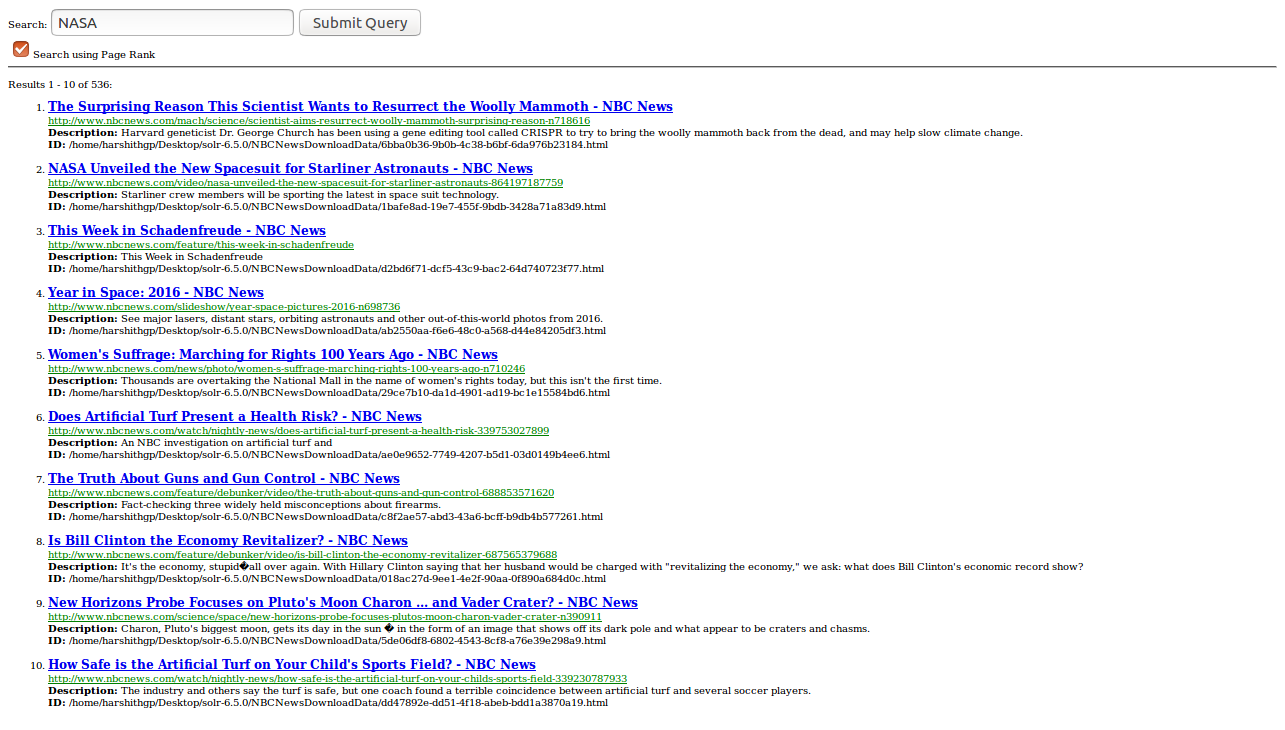 Search: NASA Submit Query
Search using Page Rank
Results 1 - 10 of 536:
1. The Surprising Reason This Scientist Wants to Resurrect the Woolly Mammoth - NBC News
http://www.nbcnews.com/mach/science/scientist-aims-resurrect-woolly-mammoth-surprising-reason-n718616
Description: Harvard geneticist Dr. George Church has been using a gene editing tool called CRISPR to try to bring the woolly mammoth back from the dead, and may help slow climate change.
ID: /home/harshithgp/Desktop/solr-6.5.0/NBCNewsDownloadData/6bba0b36-9b0b-4c38-b6bf-6da976b23184.html
2. NASA Unveiled the New Spacesuit for Starliner Astronauts - NBC News
http://www.nbcnews.com/video/nasa-unveiled-the-new-spacesuit-for-starliner-astronauts-864197187759
Description: Starliner crew members will be sporting the latest in space suit technology.
ID: /home/harshithgp/Desktop/solr-6.5.0/NBCNewsDownloadData/1bafe8ad-19e7-455f-9bdb-3428a71a83d9.html
3. This Week in Schadenfreude - NBC News
http://www.nbcnews.com/feature/this-week-in-schadenfreude
Description: This Week in Schadenfreude
ID: /home/harshithgp/Desktop/solr-6.5.0/NBCNewsDownloadData/d2bd6f71-dcf5-43c9-bac2-64d740723f77.html
4. Year in Space: 2016 - NBC News
http://www.nbcnews.com/slideshow/year-space-pictures-2016-n698736
Description: See major lasers, distant stars, orbiting astronauts and other out-of-this-world photos from 2016.
ID: /home/harshithgp/Desktop/solr-6.5.0/NBCNewsDownloadData/ab2550aa-f6e6-48c0-a568-d44e84205df3.html
5. Women's Suffrage: Marching for Rights 100 Years Ago - NBC News
http://www.nbcnews.com/news/photo/women-s-suffrage-marching-rights-100-years-ago-n710246
Description: Thousands are overtaking the National Mall in the name of women's rights today, but this isn't the first time.
ID: /home/harshithgp/Desktop/solr-6.5.0/NBCNewsDownloadData/29ce7b10-da1d-4901-ad19-bc1e15584bd6.html
6. Does Artificial Turf Present a Health Risk? - NBC News
http://www.nbcnews.com/watch/nightly-news/does-artificial-turf-present-a-health-risk-339753027899
Description: An NBC investigation on artificial turf and
ID: /home/harshithgp/Desktop/solr-6.5.0/NBCNewsDownloadData/ae0e9652-7749-4207-b5d1-03d0149b4ee6.html
7. The Truth About Guns and Gun Control - NBC News
http://www.nbcnews.com/feature/debunker/video/the-truth-about-guns-and-gun-control-688853571620
Description: Fact-checking three widely held misconceptions about firearms.
ID: /home/harshithgp/Desktop/solr-6.5.0/NBCNewsDownloadData/c8f2ae57-abd3-43a6-bcff-b9db4b577261.html
8. Is Bill Clinton the Economy Revitalizer? - NBC News
http://www.nbcnews.com/feature/debunker/video/is-bill-clinton-the-economy-revitalizer-687565379688
Description: It's the economy, stupid�all over again. With Hillary Clinton saying that her husband would be charged with "revitalizing the economy," we ask: what does Bill Clinton's economic record show?
ID: /home/harshithgp/Desktop/solr-6.5.0/NBCNewsDownloadData/018ac27d-9ee1-4e2f-90aa-0f890a684d0c.html
9. New Horizons Probe Focuses on Pluto's Moon Charon ... and Vader Crater? - NBC News
http://www.nbcnews.com/science/space/new-horizons-probe-focuses-plutos-moon-charon-vader-crater-n390911
Description: Charon, Pluto's biggest moon, gets its day in the sun � in the form of an image that shows off its dark pole and what appear to be craters and chasms.
ID: /home/harshithgp/Desktop/solr-6.5.0/NBCNewsDownloadData/5de06df8-6802-4543-8cf8-a76e39e298a9.html
10. How Safe is the Artificial Turf on Your Child's Sports Field? - NBC News
http://www.nbcnews.com/watch/nightly-news/how-safe-is-the-artificial-turf-on-your-childs-sports-field-339230787933
Description: The industry and others say the turf is safe, but one coach found a terrible coincidence between artificial turf and several soccer players.
ID: /home/harshithgp/Desktop/solr-6.5.0/NBCNewsDownloadData/dd47892e-dd51-4f18-abeb-bdd1a3870a19.html